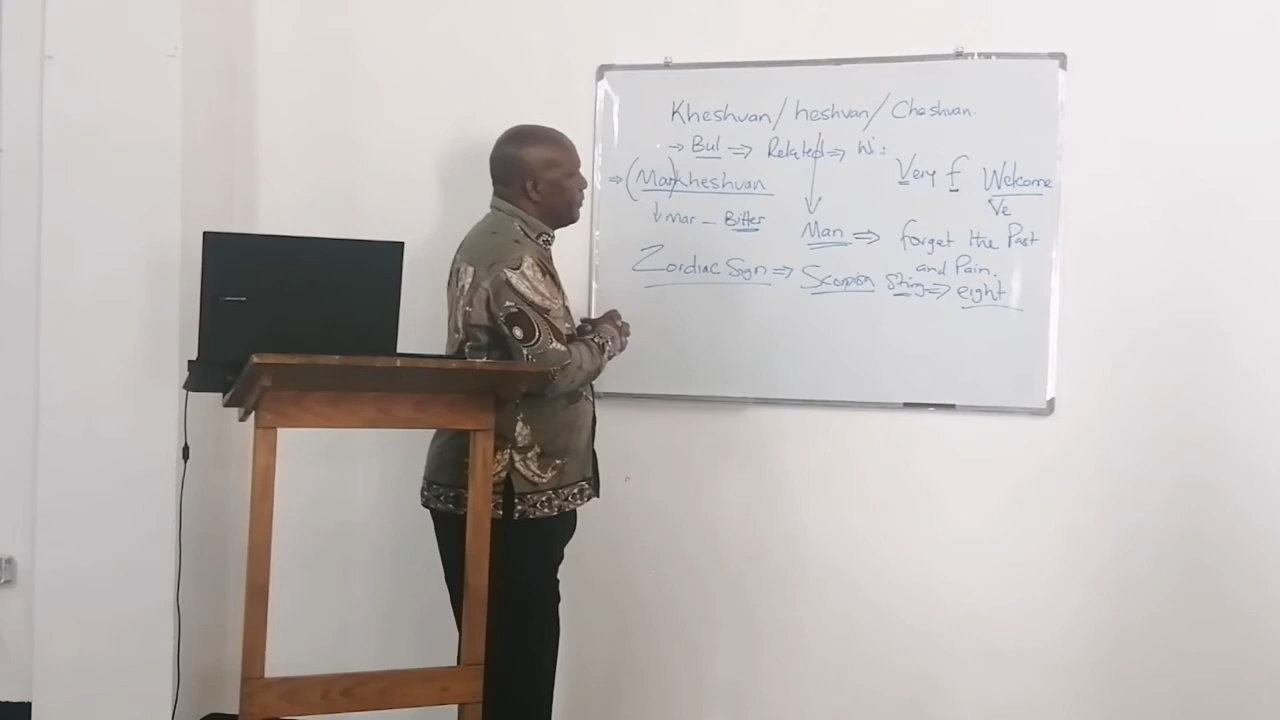 Kheshvan/ heshvan/ Cheshvan.
→ Bul ⇒ Related ⇒ Wi :
⇒ (Mar)kheshvan
Very f Welcome
Ve
↓ Mar - Bitter
Man ⇒ forget the Past
and Pain.
Zordiac Sign ⇒ Scorpion Sting ⇒ eight